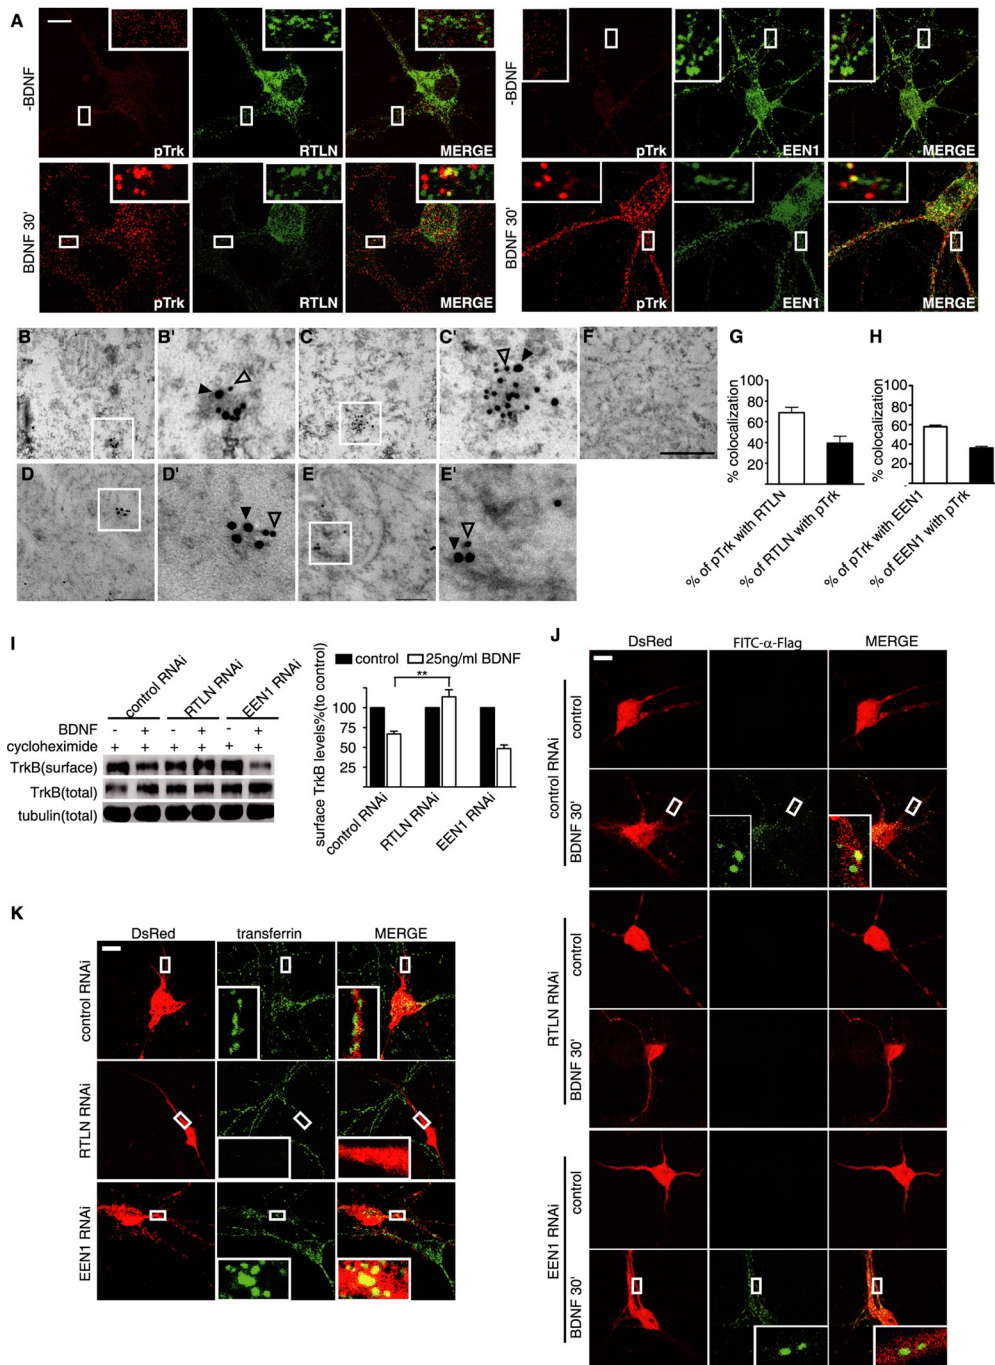 A
-BDNF
pTrk
RTLN
MERGE
pTrk
EEN1
MERGE
BDNF 30'
pTrk
RTLN
MERGE
pTrk
EEN1
MERGE
B
B'
C
C'
F
D
D'
E
E'
G
% colocalization
100
80
60
40
20
% of pTrk with RTLN
% of RTLN with pTrk
H
% colocalization
100
80
60
40
20
% of pTrk with EEN1
% of EEN1 with pTrk
I
control RNAi
RTLN RNAi
EEN1 RNAi
BDNF - + - + - +
cycloheximide + + + + + +
TrkB(surface)
TrkB(total)
tubulin(total)
control
25ng/ml BDNF
**
surface TrkB levels%(to control)
100
75
50
25
control RNAi
RTLN RNAi
EEN1 RNAi
J
DsRed
FITC-α-Flag
MERGE
control RNAi
control
BDNF 30'
RTLN RNAi
control
BDNF 30'
EEN1 RNAi
control
BDNF 30'
K
DsRed
transferrin
MERGE
control RNAi
RTLN RNAi
EEN1 RNAi
-BDNF
BDNF 30'